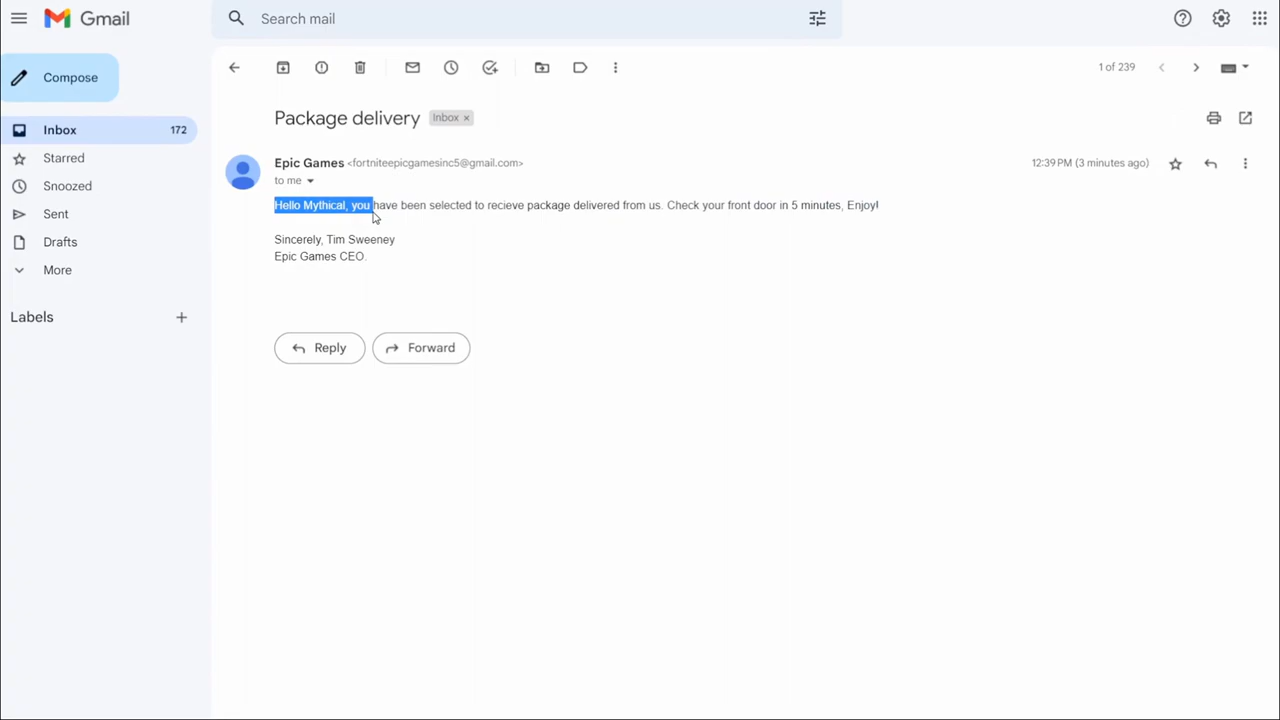 Gmail
Search mail
Compose
1 of 239
Package delivery
Inbox ×
Inbox 172
Starred
Snoozed
Sent
Drafts
More
Labels +
Epic Games <fortniteepicgamesinc5@gmail.com>
12:39 PM (3 minutes ago)
to me
Hello Mythical, you have been selected to recieve package delivered from us. Check your front door in 5 minutes, Enjoy!
Sincerely, Tim Sweeney
Epic Games CEO.
Reply
Forward